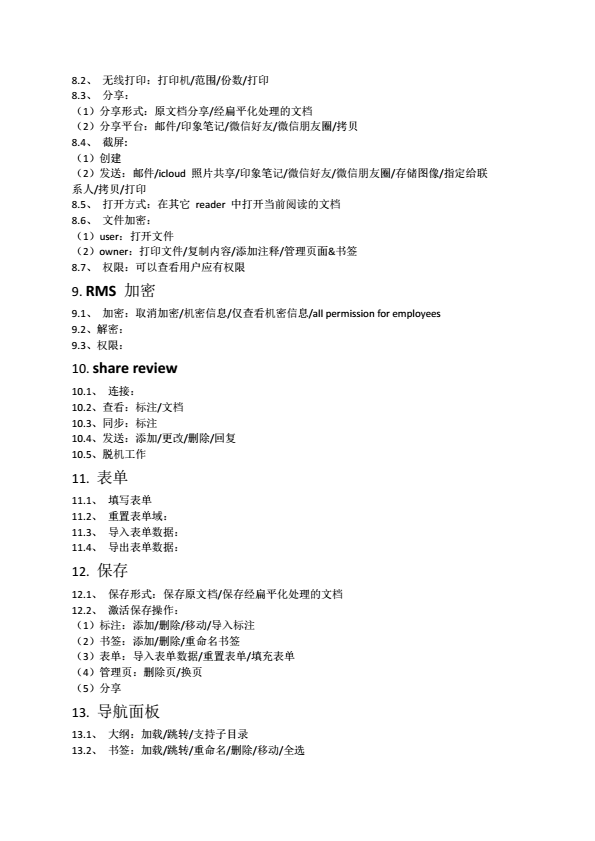 8.2、 无线打印：打印机/范围/份数/打印
8.3、 分享：
（1）分享形式：原文档分享/经扁平化处理的文档
（2）分享平台：邮件/印象笔记/微信好友/微信朋友圈/拷贝
8.4、 截屏：
（1）创建
（2）发送：邮件/icloud 照片共享/印象笔记/微信好友/微信朋友圈/存储图像/指定给联
系人/拷贝/打印
8.5、 打开方式：在其它 reader 中打开当前阅读的文档
8.6、 文件加密：
（1）user：打开文件
（2）owner：打印文件/复制内容/添加注释/管理页面&书签
8.7、 权限：可以查看用户应有权限
9. RMS 加密
9.1、 加密：取消加密/机密信息/仅查看机密信息/all permission for employees
9.2、解密：
9.3、权限：
10. share review
10.1、 连接：
10.2、查看：标注/文档
10.3、同步：标注
10.4、发送：添加/更改/删除/回复
10.5、脱机工作
11. 表单
11.1、 填写表单
11.2、 重置表单域：
11.3、 导入表单数据：
11.4、 导出表单数据：
12. 保存
12.1、 保存形式：保存原文档/保存经扁平化处理的文档
12.2、 激活保存操作：
（1）标注：添加/删除/移动/导入标注
（2）书签：添加/删除/重命名书签
（3）表单：导入表单数据/重置表单/填充表单
（4）管理页：删除页/换页
（5）分享
13. 导航面板
13.1、 大纲：加载/跳转/支持子目录
13.2、 书签：加载/跳转/重命名/删除/移动/全选